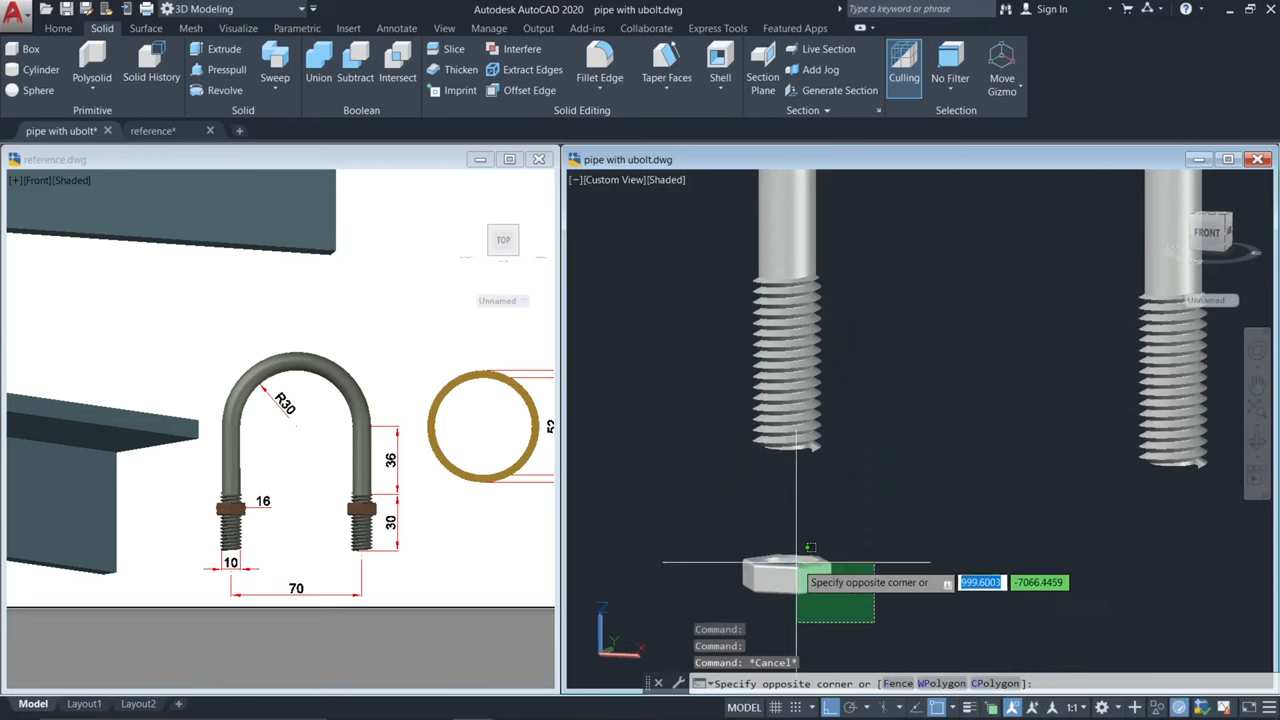 3D Modeling
Autodesk AutoCAD 2020 pipe with ubolt.dwg
Type a keyword or phrase
Sign In
Home Solid Surface Mesh Visualize Parametric Insert Annotate View Manage Output Add-ins Collaborate Express Tools Featured Apps
Box
Cylinder
Sphere
Polysolid
Solid History
Primitive
Extrude
Presspull
Revolve
Sweep
Solid
Union
Subtract
Intersect
Boolean
Slice
Thicken
Imprint
Interfere
Extract Edges
Offset Edge
Fillet Edge
Taper Faces
Shell
Solid Editing
Section
Plane
Live Section
Add Jog
Generate Section
Section
Culling
No Filter
Move
Gizmo
Selection
pipe with ubolt*
reference*
reference.dwg
[+][Front][Shaded]
TOP
Unnamed
R30
36
16
30
10
70
52
pipe with ubolt.dwg
[−][Custom View][Shaded]
FRONT
Unnamed
Specify opposite corner or
999.6003
-7066.4459
Z
Y
X
Command:
Command:
Command: *Cancel*
Specify opposite corner or [Fence WPolygon CPolygon]:
Model
Layout1
Layout2
MODEL
1:1